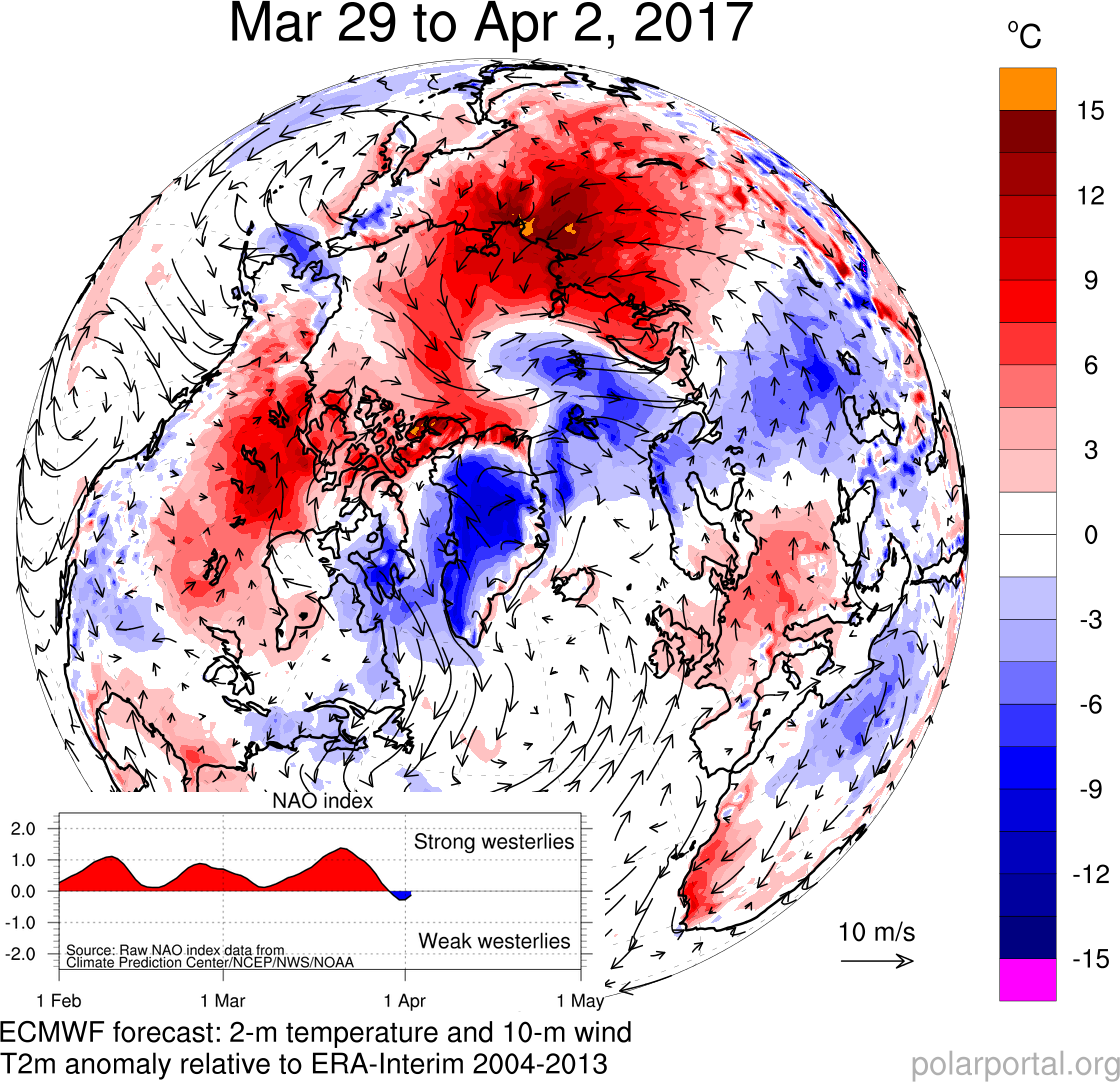 Mar 29 to Apr 2, 2017
oC
15
12
9
6
3
0
-3
-6
-9
-12
-15
10 m/s
NAO index
2.0
1.0
0.0
-1.0
-2.0
Strong westerlies
Weak westerlies
Source: Raw NAO index data from
Climate Prediction Center/NCEP/NWS/NOAA
1 Feb
1 Mar
1 Apr
1 May
ECMWF forecast: 2-m temperature and 10-m wind
T2m anomaly relative to ERA-Interim 2004-2013
polarportal.org